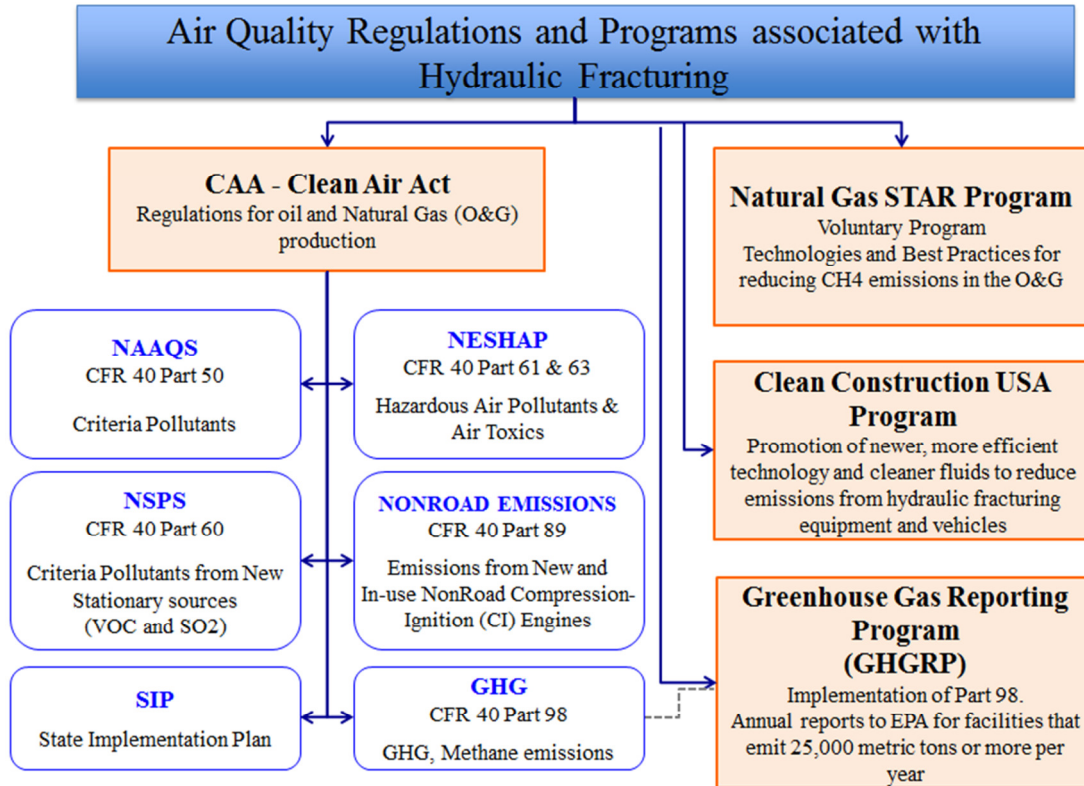 Air Quality Regulations and Programs associated with
Hydraulic Fracturing
CAA - Clean Air Act
Regulations for oil and Natural Gas (O&G)
production
NAAQS
CFR 40 Part 50
Criteria Pollutants
NESHAP
CFR 40 Part 61 & 63
Hazardous Air Pollutants &
Air Toxics
NSPS
CFR 40 Part 60
Criteria Pollutants from New
Stationary sources
(VOC and SO2)
NONROAD EMISSIONS
CFR 40 Part 89
Emissions from New and
In-use NonRoad Compression-
Ignition (CI) Engines
SIP
State Implementation Plan
GHG
CFR 40 Part 98
GHG, Methane emissions
Natural Gas STAR Program
Voluntary Program
Technologies and Best Practices for
reducing CH4 emissions in the O&G
Clean Construction USA
Program
Promotion of newer, more efficient
technology and cleaner fluids to reduce
emissions from hydraulic fracturing
equipment and vehicles
Greenhouse Gas Reporting
Program
(GHGRP)
Implementation of Part 98.
Annual reports to EPA for facilities that
emit 25,000 metric tons or more per
year